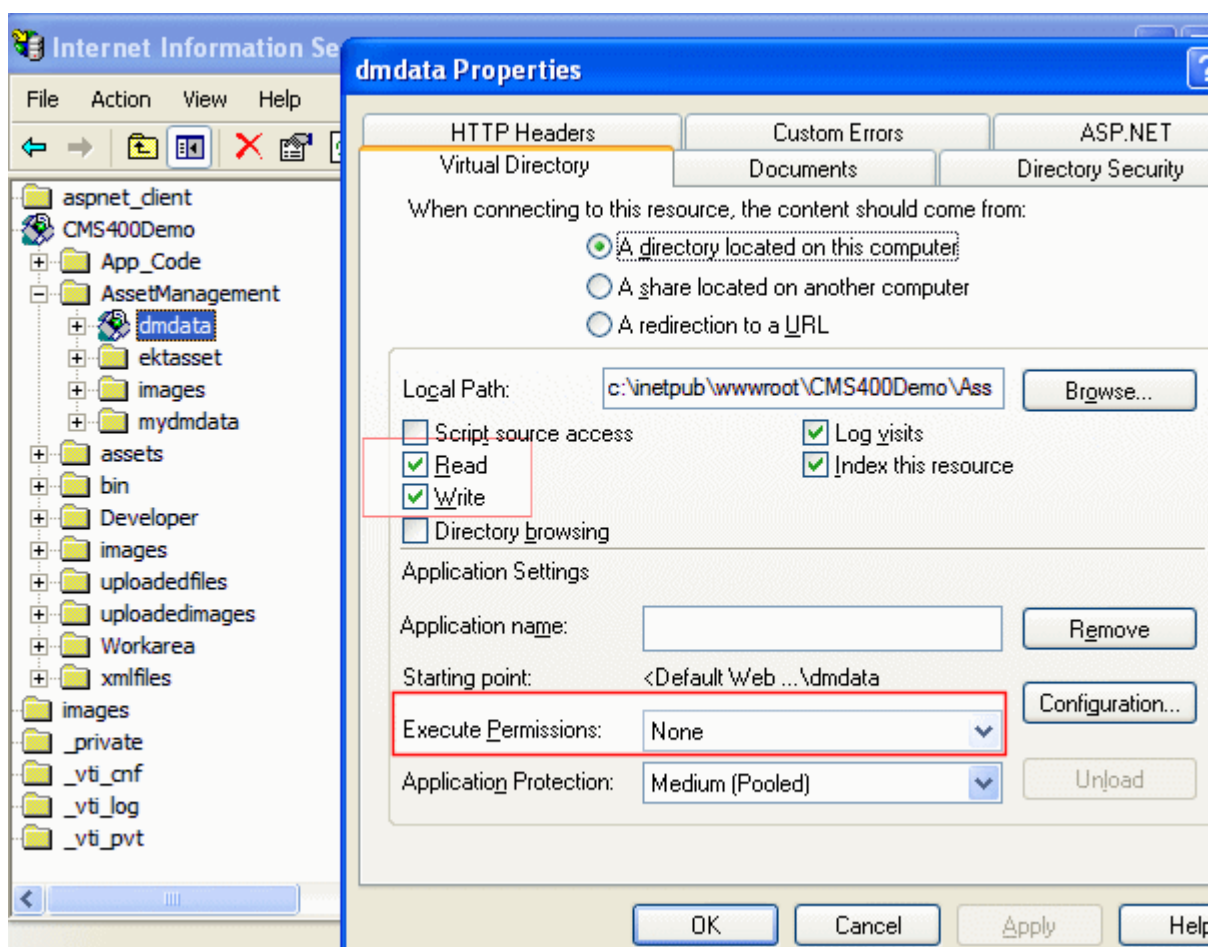 Internet Information Se
File Action View Help
aspnet_client
CMS400Demo
App_Code
AssetManagement
dmdata
ektasset
images
mydmdata
assets
bin
Developer
images
uploadedfiles
uploadedimages
Workarea
xmlfiles
images
_private
_vti_cnf
_vti_log
_vti_pvt
dmdata Properties
?
HTTP Headers Custom Errors ASP.NET
Virtual Directory Documents Directory Security
When connecting to this resource, the content should come from:
A directory located on this computer
A share located on another computer
A redirection to a URL
Local Path: c:\inetpub\wwwroot\CMS400Demo\Ass Browse...
Script source access Log visits
Read Index this resource
Write
Directory browsing
Application Settings
Application name: Remove
Starting point: <Default Web ...\dmdata
Configuration...
Execute Permissions: None
Application Protection: Medium (Pooled) Unload
OK Cancel Apply Help